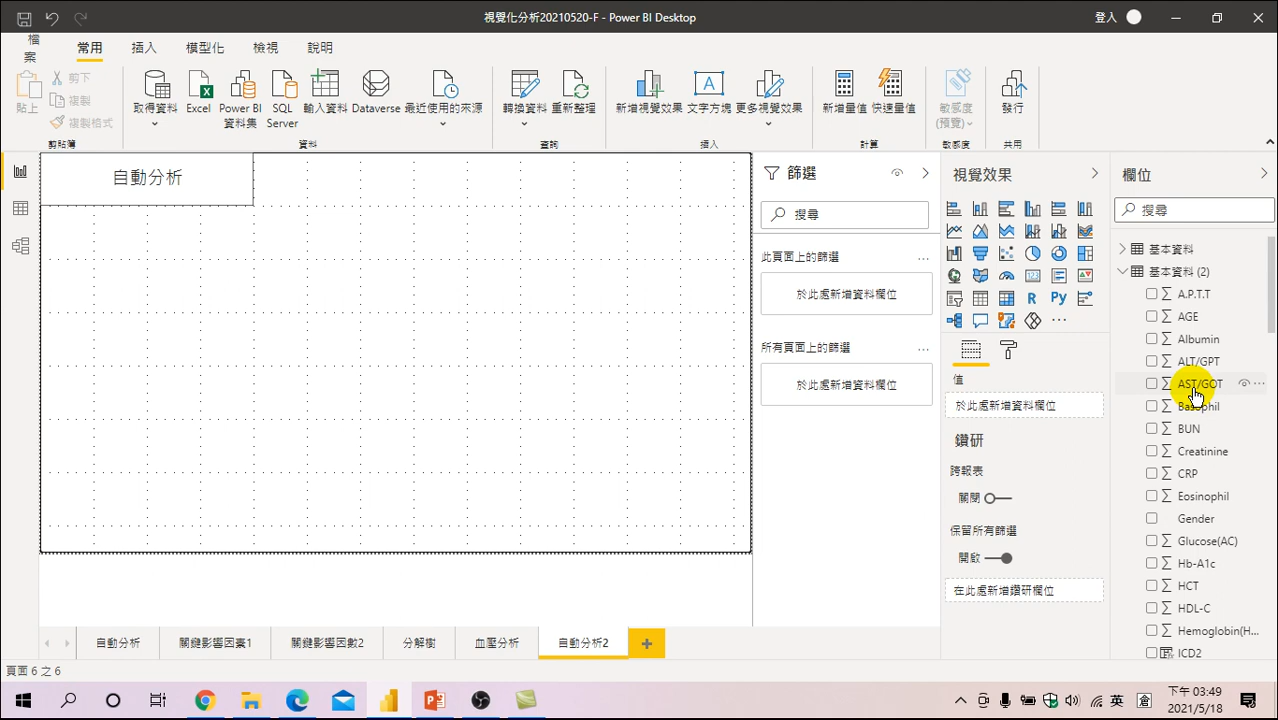 視覺化分析20210520-F - Power BI Desktop
登入
檔案
常用
插入
模型化
檢視
說明
貼上
剪下
複製
複製格式
剪貼簿
取得資料
Excel
Power BI
資料集
SQL
Server
輸入資料
Dataverse
最近使用的來源
資料
轉換資料
重新整理
查詢
新增視覺效果
文字方塊
更多視覺效果
插入
新增量值
快速量值
計算
敏感度
(預覽)
敏感度
發行
共用
自動分析
篩選
搜尋
此頁面上的篩選
...
於此處新增資料欄位
所有頁面上的篩選
...
於此處新增資料欄位
視覺效果
R
Py
123
...
值
於此處新增資料欄位
鑽研
跨報表
關閉
保留所有篩選
開啟
在此處新增鑽研欄位
欄位
搜尋
基本資料
基本資料 (2)
A.P.T.T
AGE
Albumin
ALT/GPT
AST/GOT
...
Basophil
BUN
Creatinine
CRP
Eosinophil
Gender
Glucose(AC)
Hb-A1c
HCT
HDL-C
Hemoglobin(H...
ICD2
自動分析
關鍵影響因素1
關鍵影響因數2
分解樹
血壓分析
自動分析2
+
頁面 6 之 6
英
倉
下午 03:49
2021/5/18